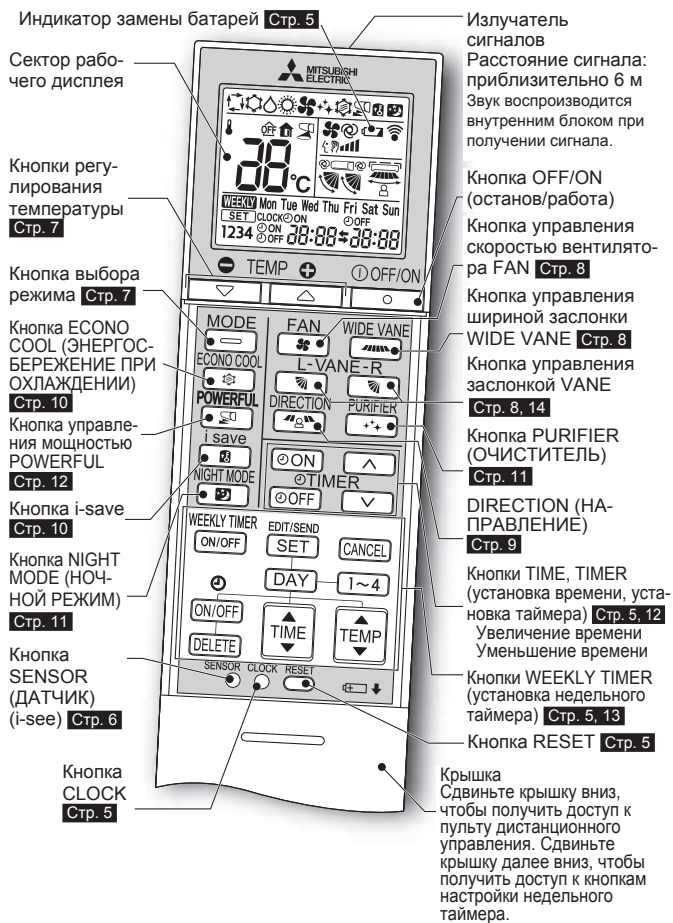 Индикатор замены батарей Стр. 5
Сектор рабо-
чего дисплея
Кнопки регу-
лирования
температуры
Стр. 7
Кнопка выбора
режима Стр. 7
Кнопка ECONO
COOL (ЭНЕРГОС-
БЕРЕЖЕНИЕ ПРИ
ОХЛАЖДЕНИИ)
Стр. 10
Кнопка управле-
ния мощностью
POWERFUL
Стр. 12
Кнопка i-save
Стр. 10
Кнопка NIGHT
MODE (НОЧ-
НОЙ РЕЖИМ)
Стр. 11
Кнопка
SENSOR
(ДАТЧИК)
(i-see) Стр. 6
Кнопка
CLOCK
Стр. 5
MITSUBISHI
ELECTRIC
OFF
88°C
WEEKLY Mon Tue Wed Thu Fri Sat Sun
SET CLOCK ON OFF
1234 ON OFF 88:88 88:88
TEMP OFF/ON
MODE FAN WIDE VANE
ECONO COOL L-VANE-R
POWERFUL DIRECTION PURIFIER
i save
ON
TIMER
NIGHT MODE OFF
WEEKLY TIMER EDIT/SEND
ON/OFF SET CANCEL
DAY 1~4
ON/OFF
TIME TEMP
DELETE
SENSOR CLOCK RESET
Излучатель
сигналов
Расстояние сигнала:
приблизительно 6 м
Звук воспроизводится
внутренним блоком при
получении сигнала.
Кнопка OFF/ON
(останов/работа)
Кнопка управления
скоростью вентилято-
ра FAN Стр. 8
Кнопка управления
шириной заслонки
WIDE VANE Стр. 8
Кнопка управления
заслонкой VANE
Стр. 8, 14
Кнопка PURIFIER
(ОЧИСТИТЕЛЬ)
Стр. 11
DIRECTION (НА-
ПРАВЛЕНИЕ)
Стр. 9
Кнопки TIME, TIMER
(установка времени, уста-
новка таймера) Стр. 5, 12
Увеличение времени
Уменьшение времени
Кнопки WEEKLY TIMER
(установка недельного
таймера) Стр. 5, 13
Кнопка RESET Стр. 5
Крышка
Сдвиньте крышку вниз,
чтобы получить доступ к
пульту дистанционного
управления. Сдвиньте
крышку далее вниз, чтобы
получить доступ к кнопкам
настройки недельного
таймера.